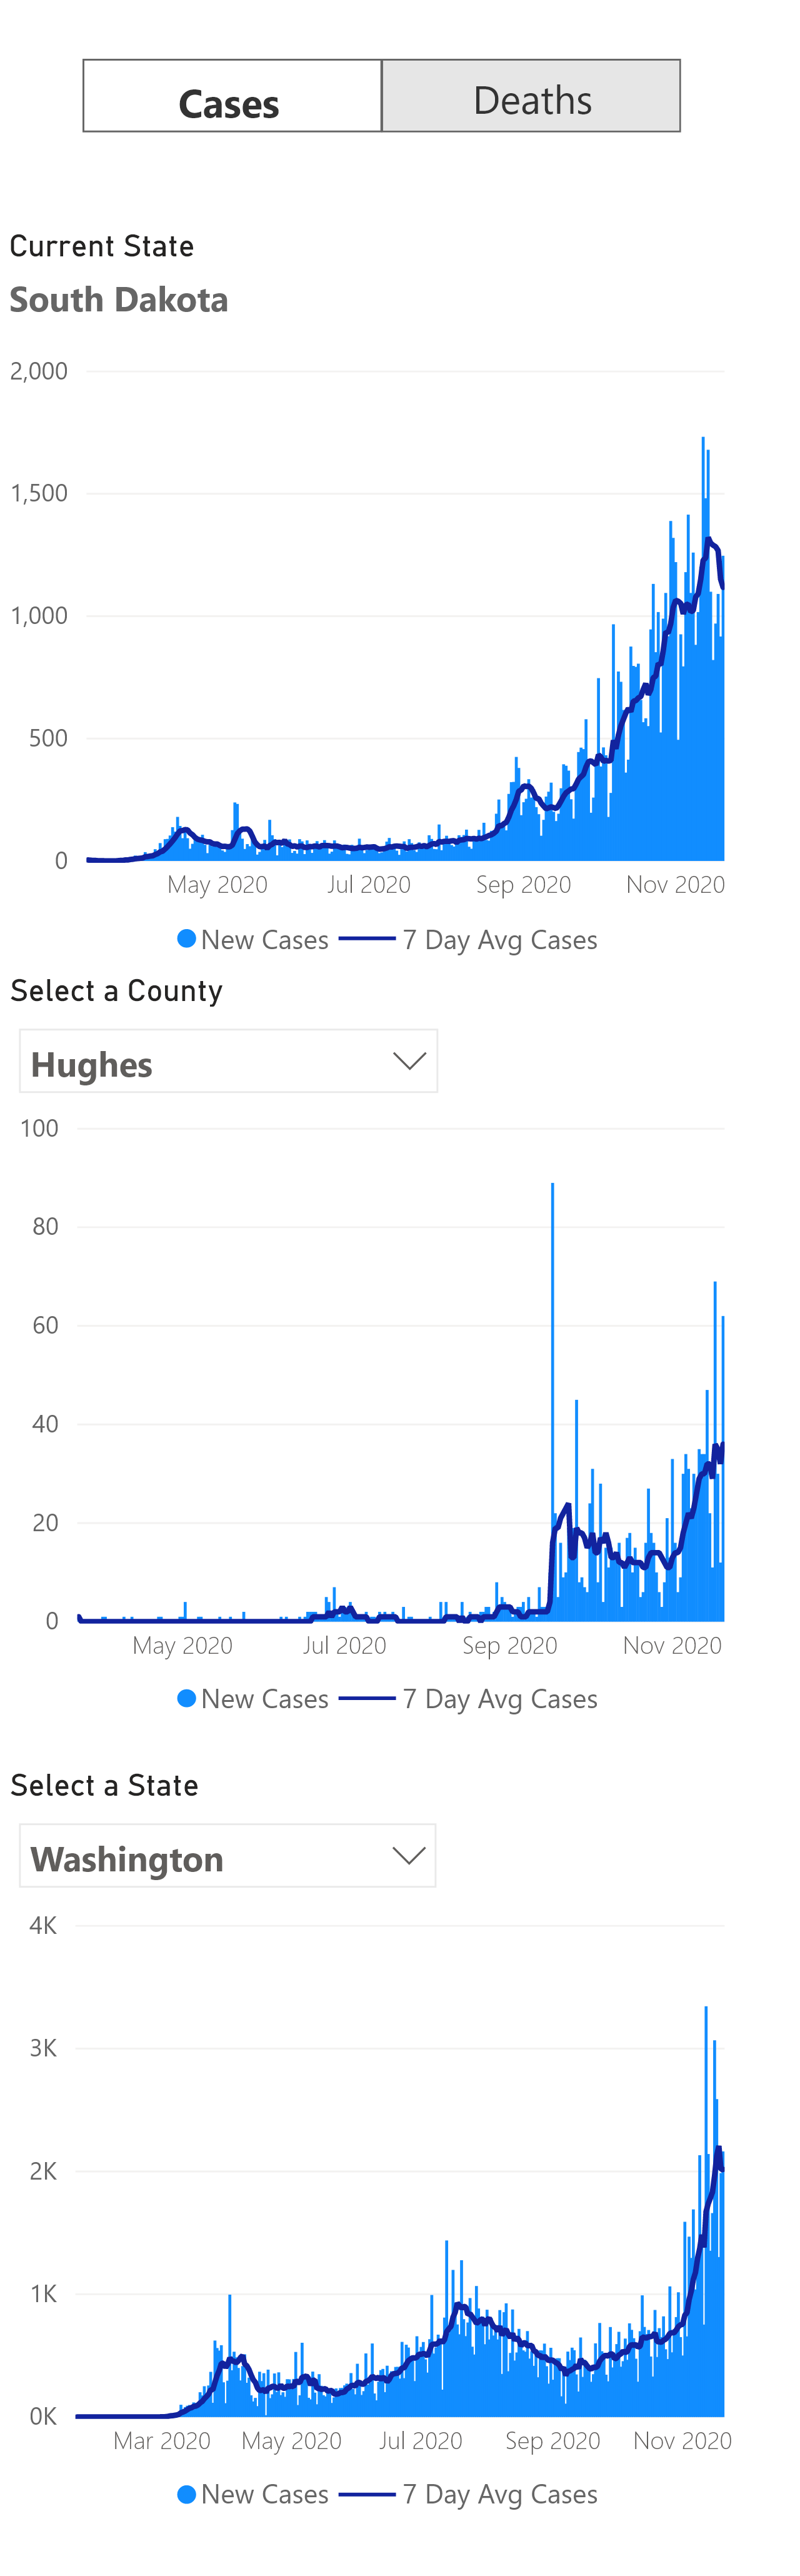 Cases Deaths
Current State
South Dakota
2,000
1,500
1,000
500
0
May 2020 Jul 2020 Sep 2020 Nov 2020
New Cases 7 Day Avg Cases
Select a County
Hughes
100
80
60
40
20
0
May 2020 Jul 2020 Sep 2020 Nov 2020
New Cases 7 Day Avg Cases
Select a State
Washington
4K
3K
2K
1K
0K
Mar 2020 May 2020 Jul 2020 Sep 2020 Nov 2020
New Cases 7 Day Avg Cases